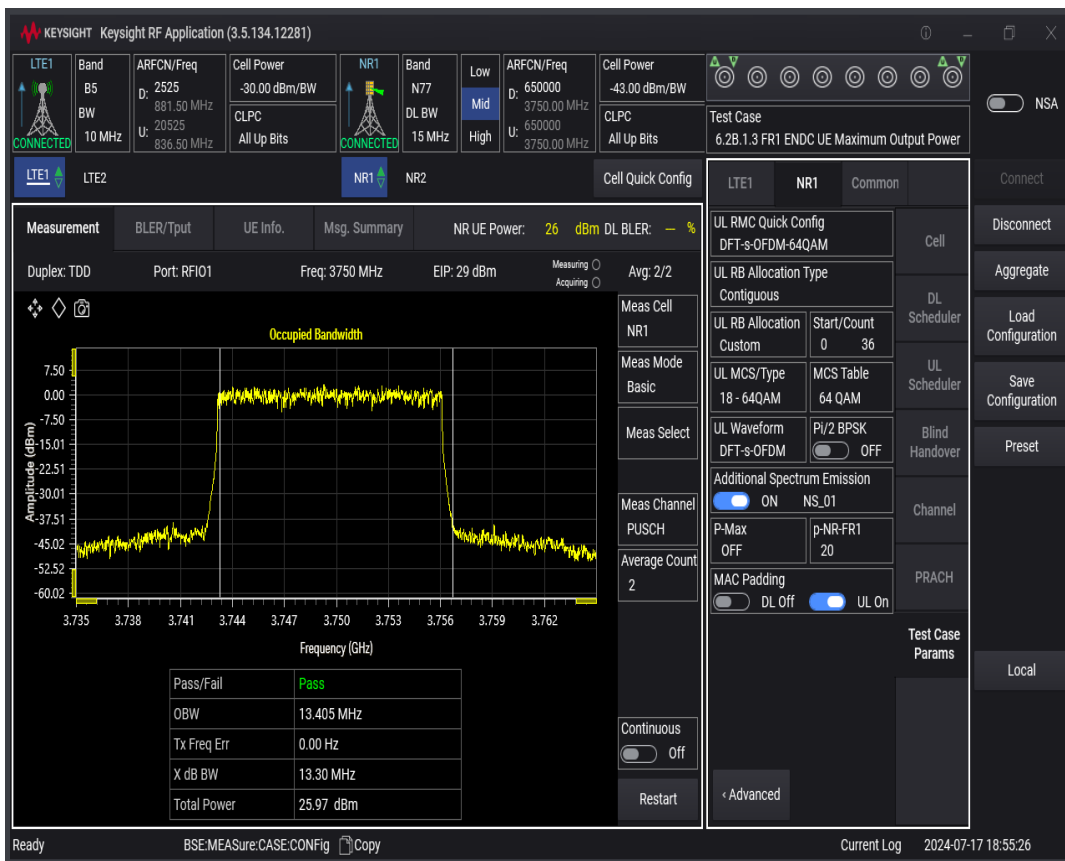 KEYSIGHT Keysight RF Application (3.5.134.12281)
LTE1
CONNECTED
Band
B5
BW
10 MHz
ARFCN/Freq
D: 2525
881.50 MHz
U: 20525
836.50 MHz
Cell Power
-30.00 dBm/BW
CLPC
All Up Bits
NR1
CONNECTED
Band
N77
DL BW
15 MHz
Low
Mid
High
ARFCN/Freq
D: 650000
3750.00 MHz
U: 650000
3750.00 MHz
Cell Power
-43.00 dBm/BW
CLPC
All Up Bits
Test Case
6.2B.1.3 FR1 ENDC UE Maximum Output Power
NSA
LTE1
LTE2
NR1
NR2
Cell Quick Config
Connect
Disconnect
Aggregate
Load
Configuration
Save
Configuration
Preset
Local
Measurement BLER/Tput UE Info. Msg. Summary NR UE Power: 26 dBm DL BLER: — %
Duplex: TDD Port: RFIO1 Freq: 3750 MHz EIP: 29 dBm Measuring Avg: 2/2
Acquiring
Occupied Bandwidth
Amplitude (dBm)
7.50
0.00
-7.50
-15.01
-22.51
-30.01
-37.51
-45.02
-52.52
-60.02
3.735 3.738 3.741 3.744 3.747 3.750 3.753 3.756 3.759 3.762
Frequency (GHz)
Pass/Fail Pass
OBW 13.405 MHz
Tx Freq Err 0.00 Hz
X dB BW 13.30 MHz
Total Power 25.97 dBm
Meas Cell
NR1
Meas Mode
Basic
Meas Select
Meas Channel
PUSCH
Average Count
2
Continuous
Off
Restart
LTE1 NR1 Common
UL RMC Quick Config
DFT-s-OFDM-64QAM
UL RB Allocation Type
Contiguous
UL RB Allocation
Custom
Start/Count
0 36
UL MCS/Type
18 - 64QAM
MCS Table
64 QAM
UL Waveform
DFT-s-OFDM
Pi/2 BPSK
OFF
Additional Spectrum Emission
ON NS_01
P-Max
OFF
p-NR-FR1
20
MAC Padding
DL Off UL On
‹ Advanced
Cell
DL
Scheduler
UL
Scheduler
Blind
Handover
Channel
PRACH
Test Case
Params
Ready BSE:MEASure:CASE:CONFig Copy Current Log 2024-07-17 18:55:26